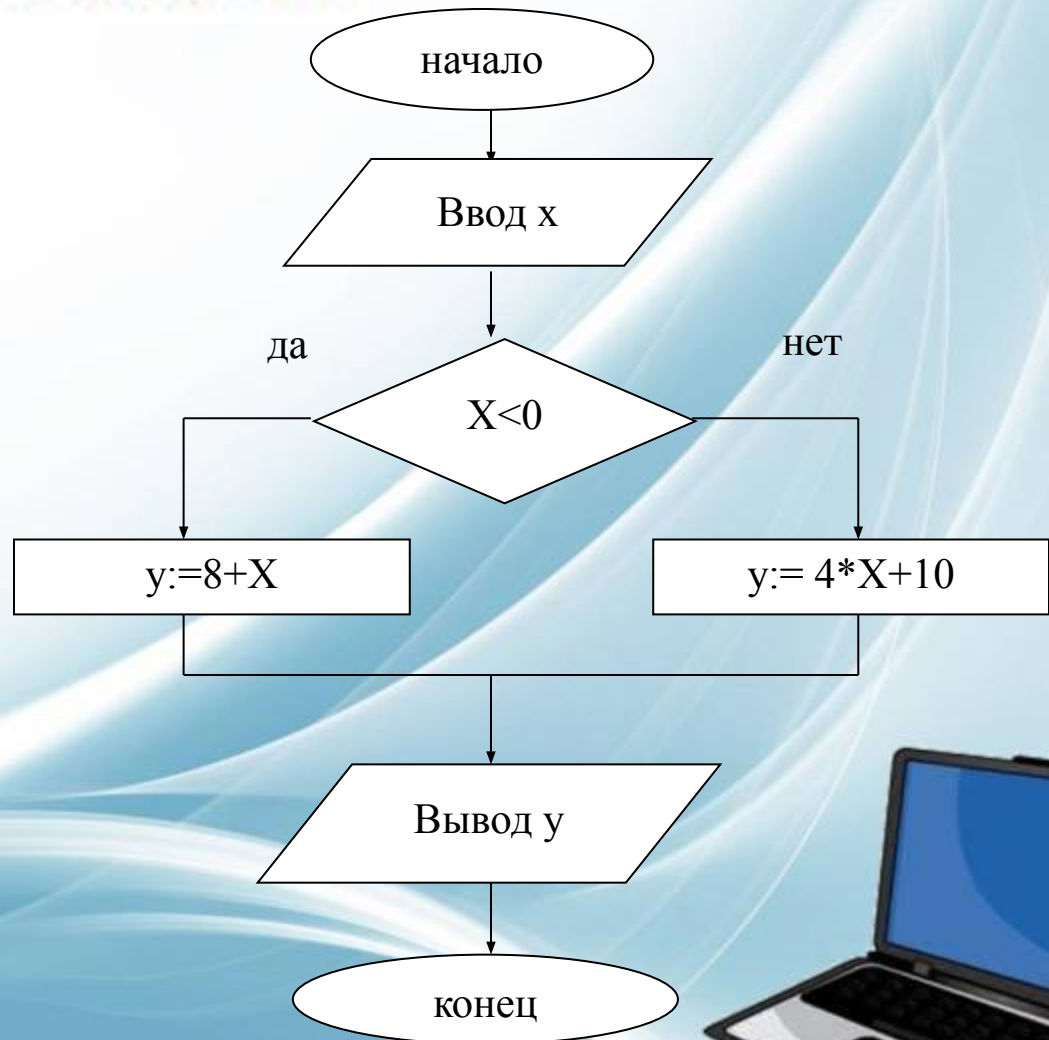 начало
Ввод х
да
нет
X<0
y:=8+X
y:= 4*X+10
Вывод у
конец